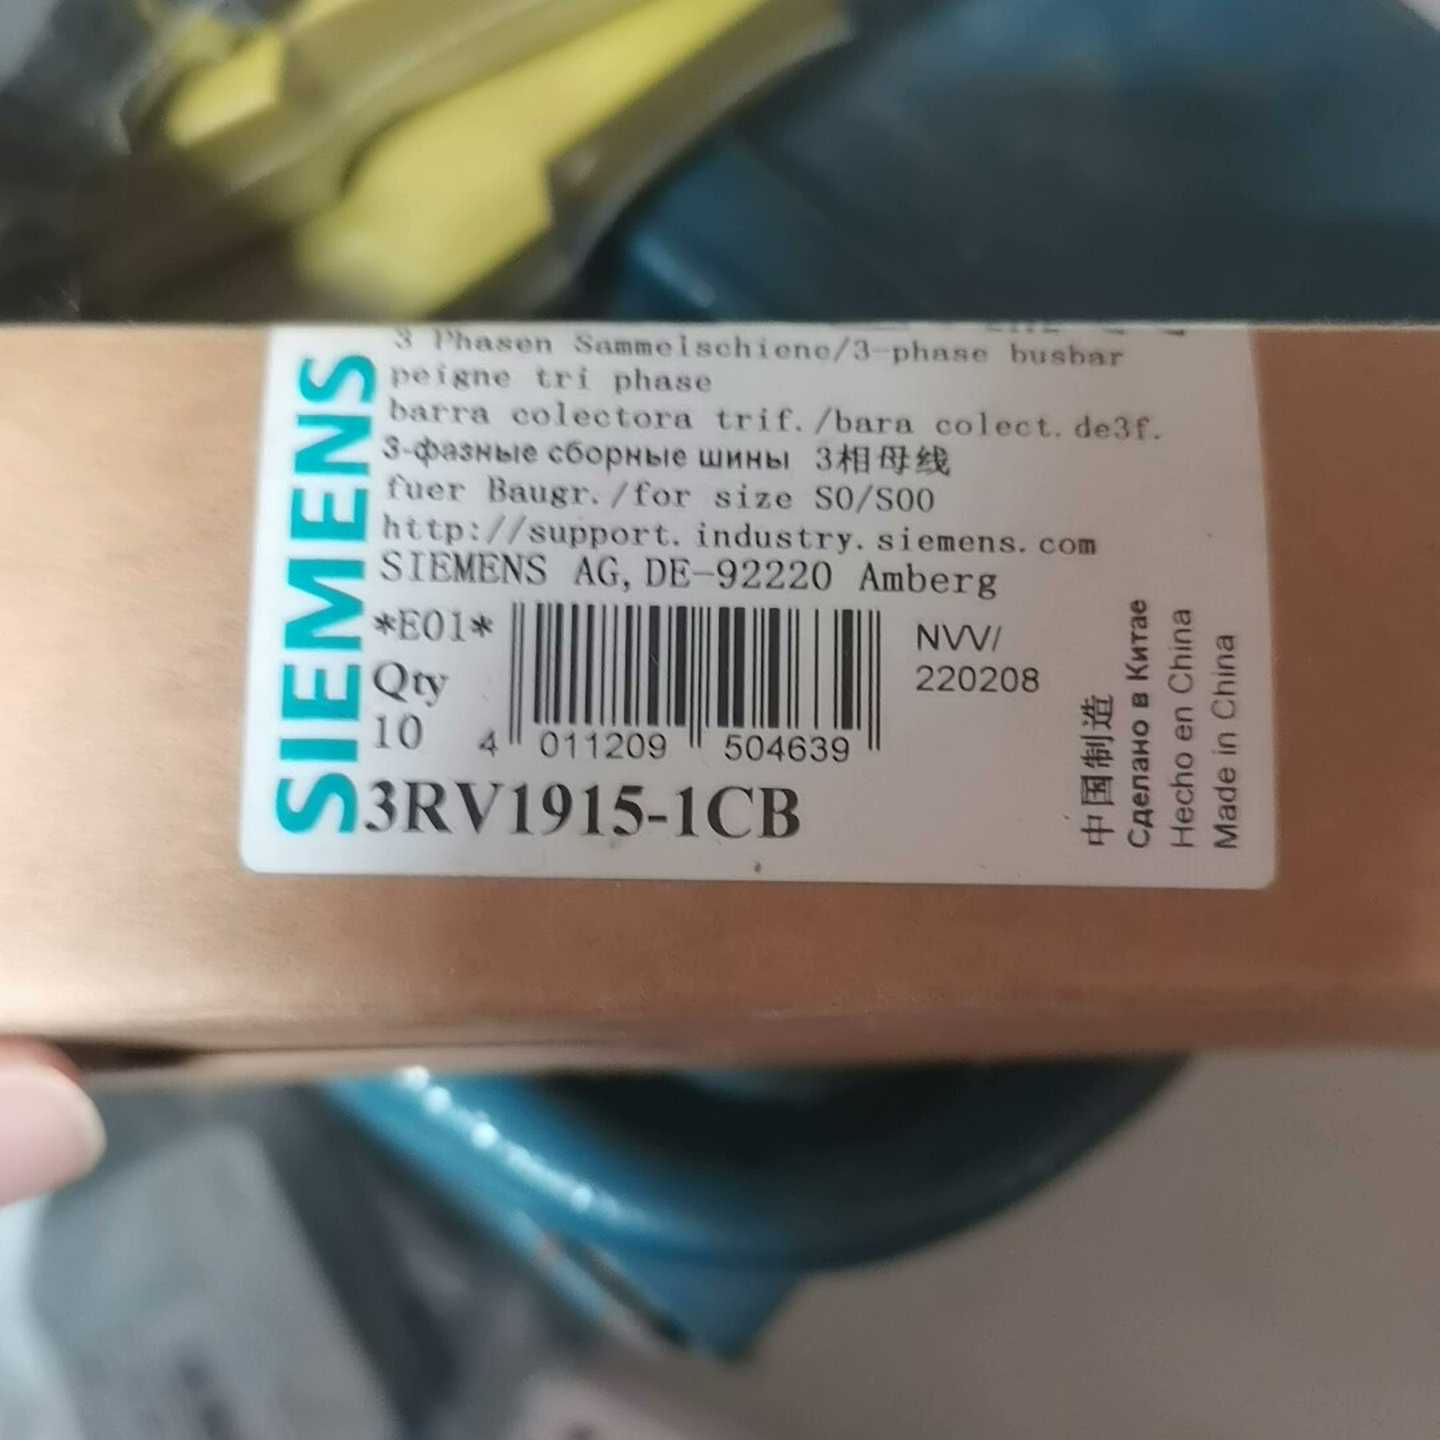 SIEMENS
3 Phasen Sammelschiene/3-phase busbar
peigne tri phase
barra colectora trif./bara colect.de3f.
3-фазные сборные шины 3相母线
fuer Baugr./for size S0/S00
http://support.industry.siemens.com
SIEMENS AG,DE-92220 Amberg
*E01*
Qty
10
4 011209 504639
NVV/
220208
3RV1915-1CB
中国制造
Сделано в Китае
Hecho en China
Made in China